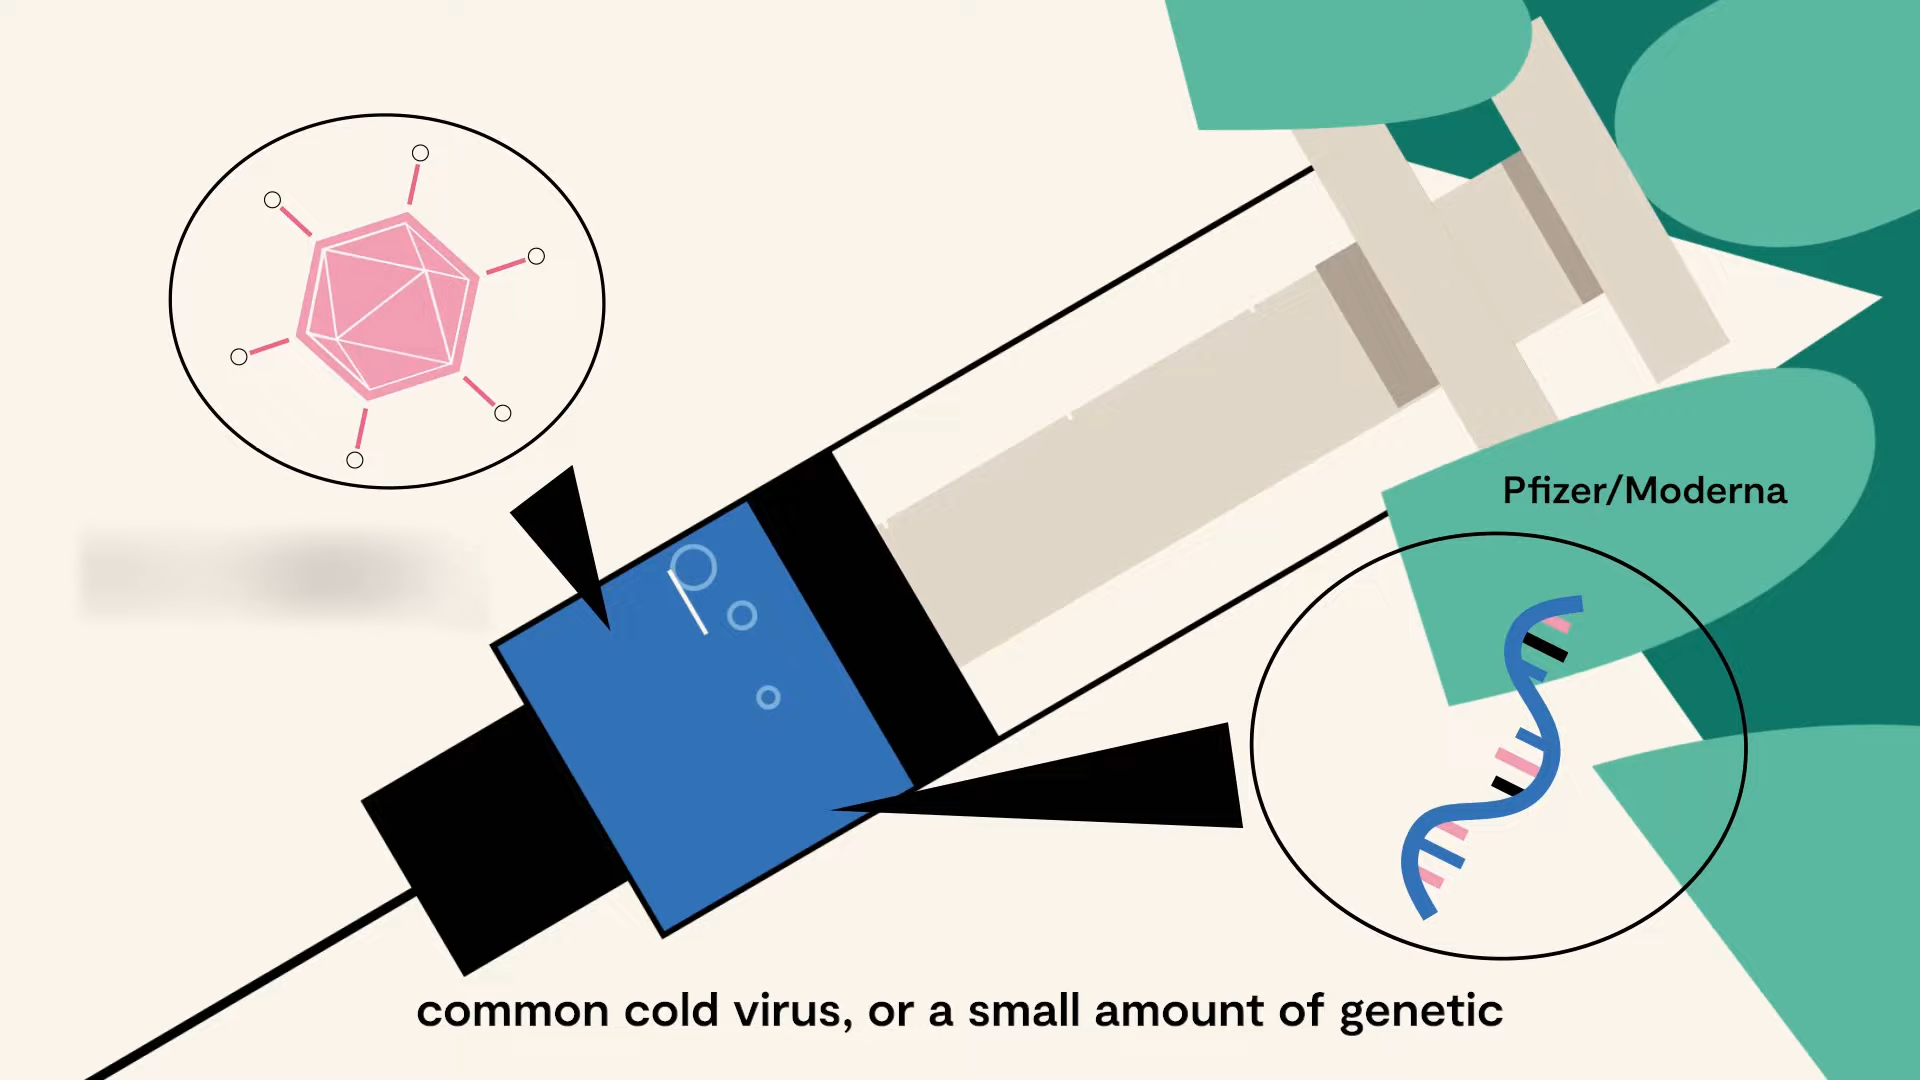 Pfizer/Moderna
common cold virus, or a small amount of genetic